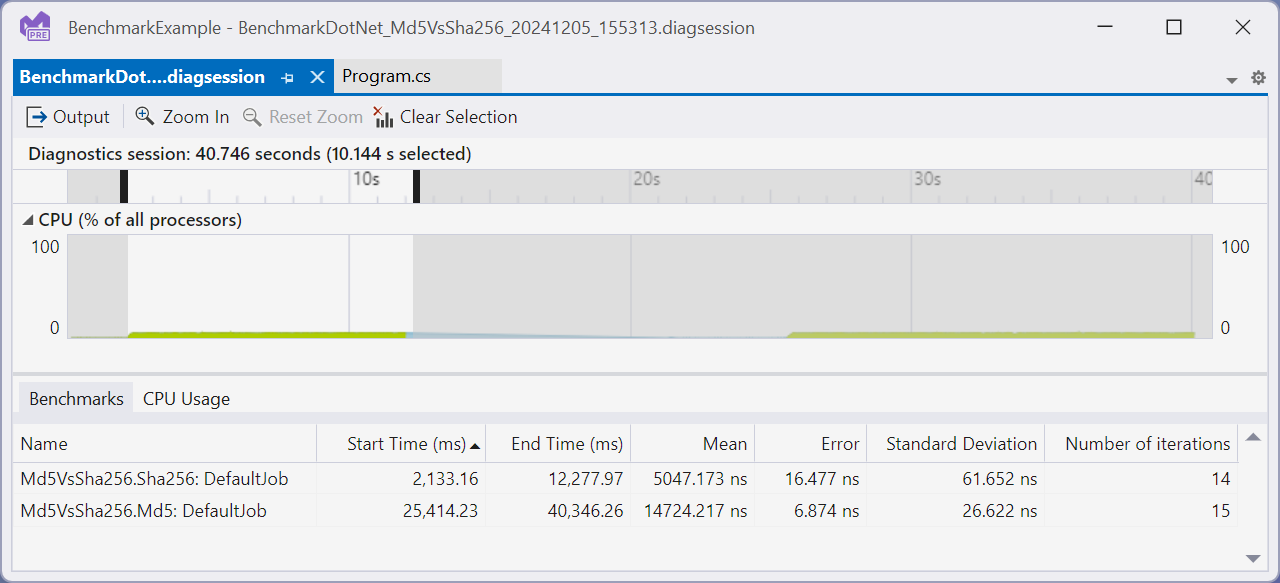 PRE
BenchmarkExample - BenchmarkDotNet_Md5VsSha256_20241205_155313.diagsession
BenchmarkDot....diagsession Program.cs
Output Zoom In Reset Zoom Clear Selection
Diagnostics session: 40.746 seconds (10.144 s selected)
10s 20s 30s 40
CPU (% of all processors)
100 100
0 0
Benchmarks CPU Usage
Name Start Time (ms) End Time (ms) Mean Error Standard Deviation Number of iterations
Md5VsSha256.Sha256: DefaultJob 2,133.16 12,277.97 5047.173 ns 16.477 ns 61.652 ns 14
Md5VsSha256.Md5: DefaultJob 25,414.23 40,346.26 14724.217 ns 6.874 ns 26.622 ns 15